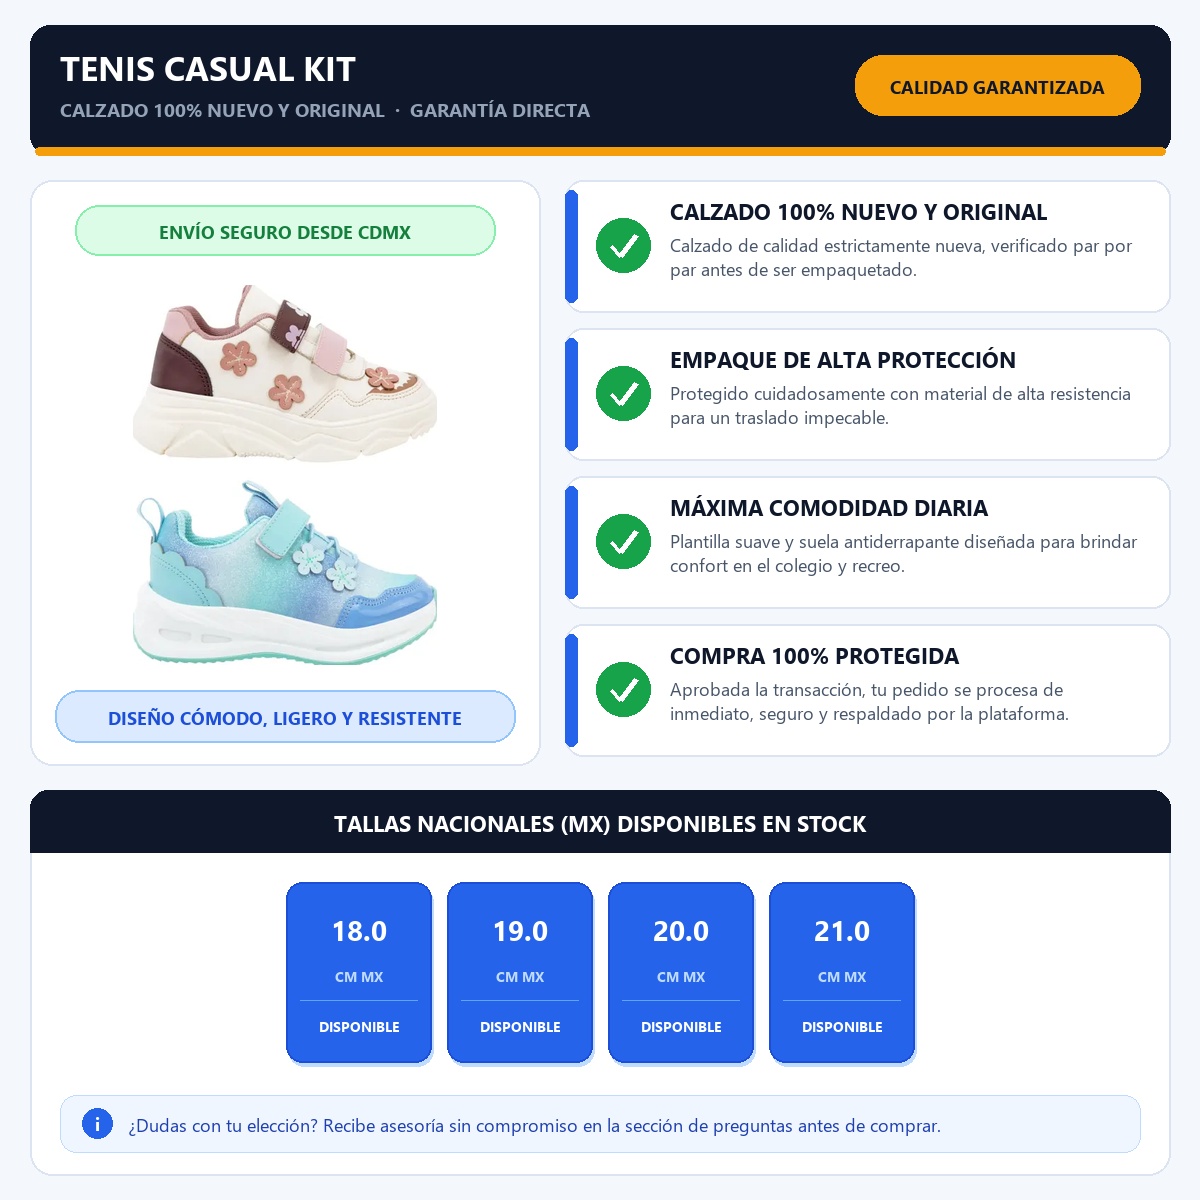 TENIS CASUAL KIT
CALZADO 100% NUEVO Y ORIGINAL · GARANTÍA DIRECTA
CALIDAD GARANTIZADA
ENVÍO SEGURO DESDE CDMX
DISEÑO CÓMODO, LIGERO Y RESISTENTE
CALZADO 100% NUEVO Y ORIGINAL
Calzado de calidad estrictamente nueva, verificado par por
par antes de ser empaquetado.
EMPAQUE DE ALTA PROTECCIÓN
Protegido cuidadosamente con material de alta resistencia
para un traslado impecable.
MÁXIMA COMODIDAD DIARIA
Plantilla suave y suela antiderrapante diseñada para brindar
confort en el colegio y recreo.
COMPRA 100% PROTEGIDA
Aprobada la transacción, tu pedido se procesa de
inmediato, seguro y respaldado por la plataforma.
TALLAS NACIONALES (MX) DISPONIBLES EN STOCK
18.0
CM MX
DISPONIBLE
19.0
CM MX
DISPONIBLE
20.0
CM MX
DISPONIBLE
21.0
CM MX
DISPONIBLE
¿Dudas con tu elección? Recibe asesoría sin compromiso en la sección de preguntas antes de comprar.